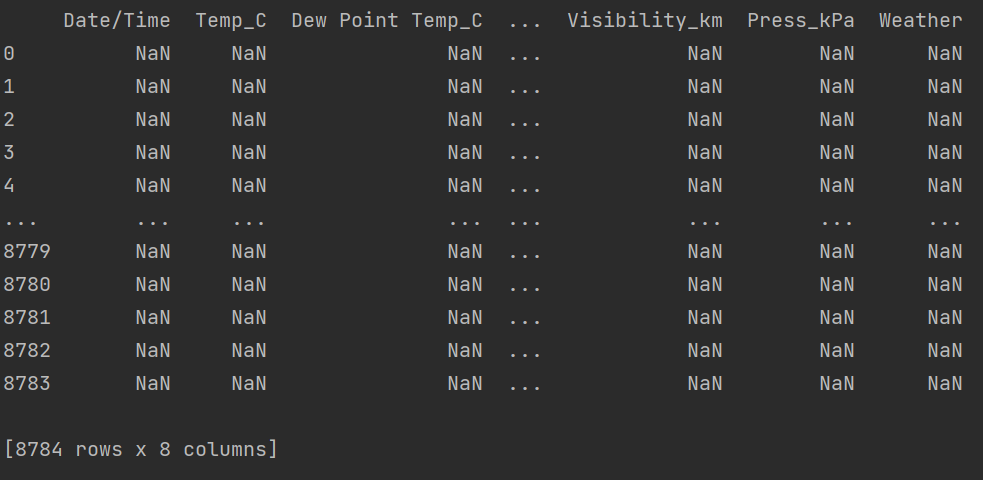 Date/Time Temp_C Dew Point Temp_C ... Visibility_km Press_kPa Weather
0 NaN NaN NaN ... NaN NaN NaN
1 NaN NaN NaN ... NaN NaN NaN
2 NaN NaN NaN ... NaN NaN NaN
3 NaN NaN NaN ... NaN NaN NaN
4 NaN NaN NaN ... NaN NaN NaN
... ... ... ... ... ... ... ...
8779 NaN NaN NaN ... NaN NaN NaN
8780 NaN NaN NaN ... NaN NaN NaN
8781 NaN NaN NaN ... NaN NaN NaN
8782 NaN NaN NaN ... NaN NaN NaN
8783 NaN NaN NaN ... NaN NaN NaN
[8784 rows x 8 columns]